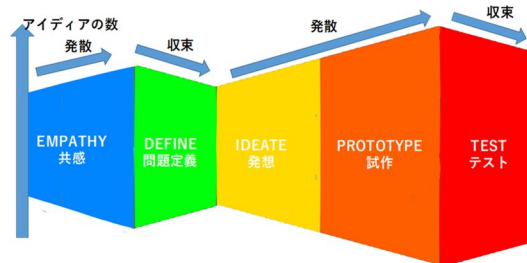 アイディアの数
発散
収束
発散
収束
EMPATHY
共感
DEFINE
問題定義
IDEATE
発想
PROTOTYPE
試作
TEST
テスト